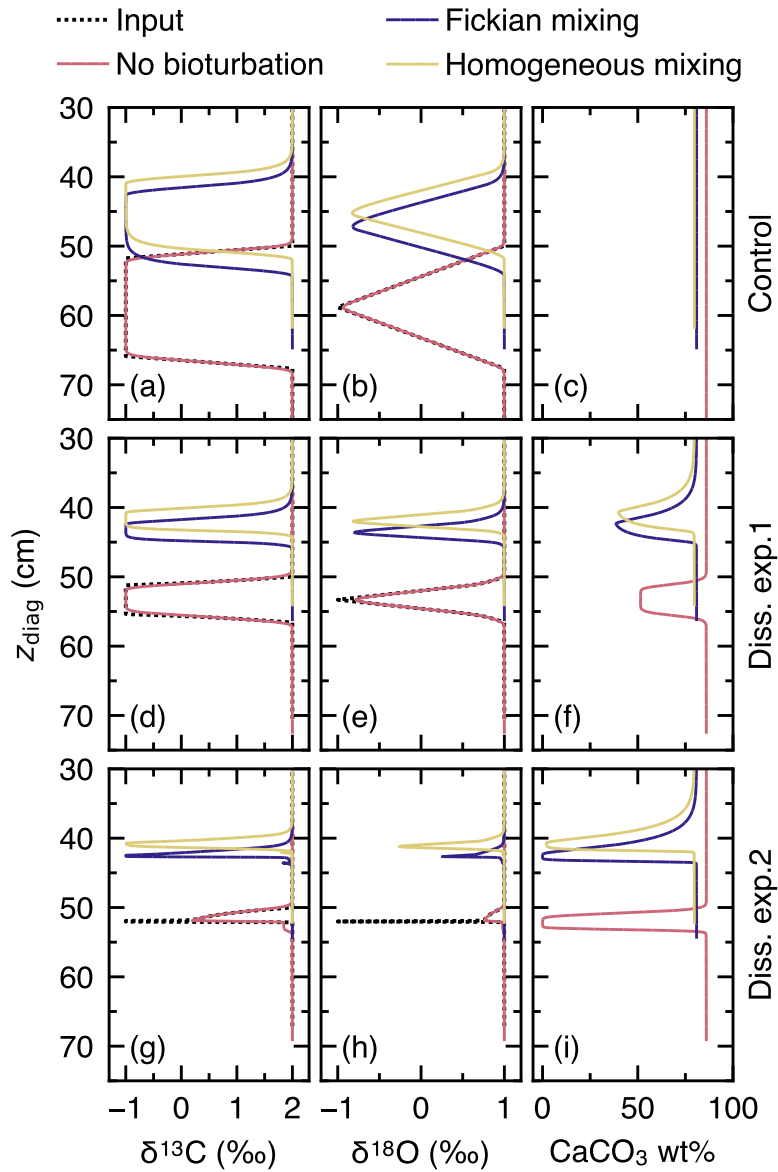 Input
Fickian mixing
No bioturbation
Homogeneous mixing
30
40
50
60
70
(a)
(b)
(c)
Control
30
40
50
60
70
(d)
(e)
(f)
Diss. exp.1
z_diag (cm)
30
40
50
60
70
(g)
(h)
(i)
Diss. exp.2
−1 0 1 2
−1 0 1
0 50 100
δ¹³C (‰)
δ¹⁸O (‰)
CaCO₃ wt%